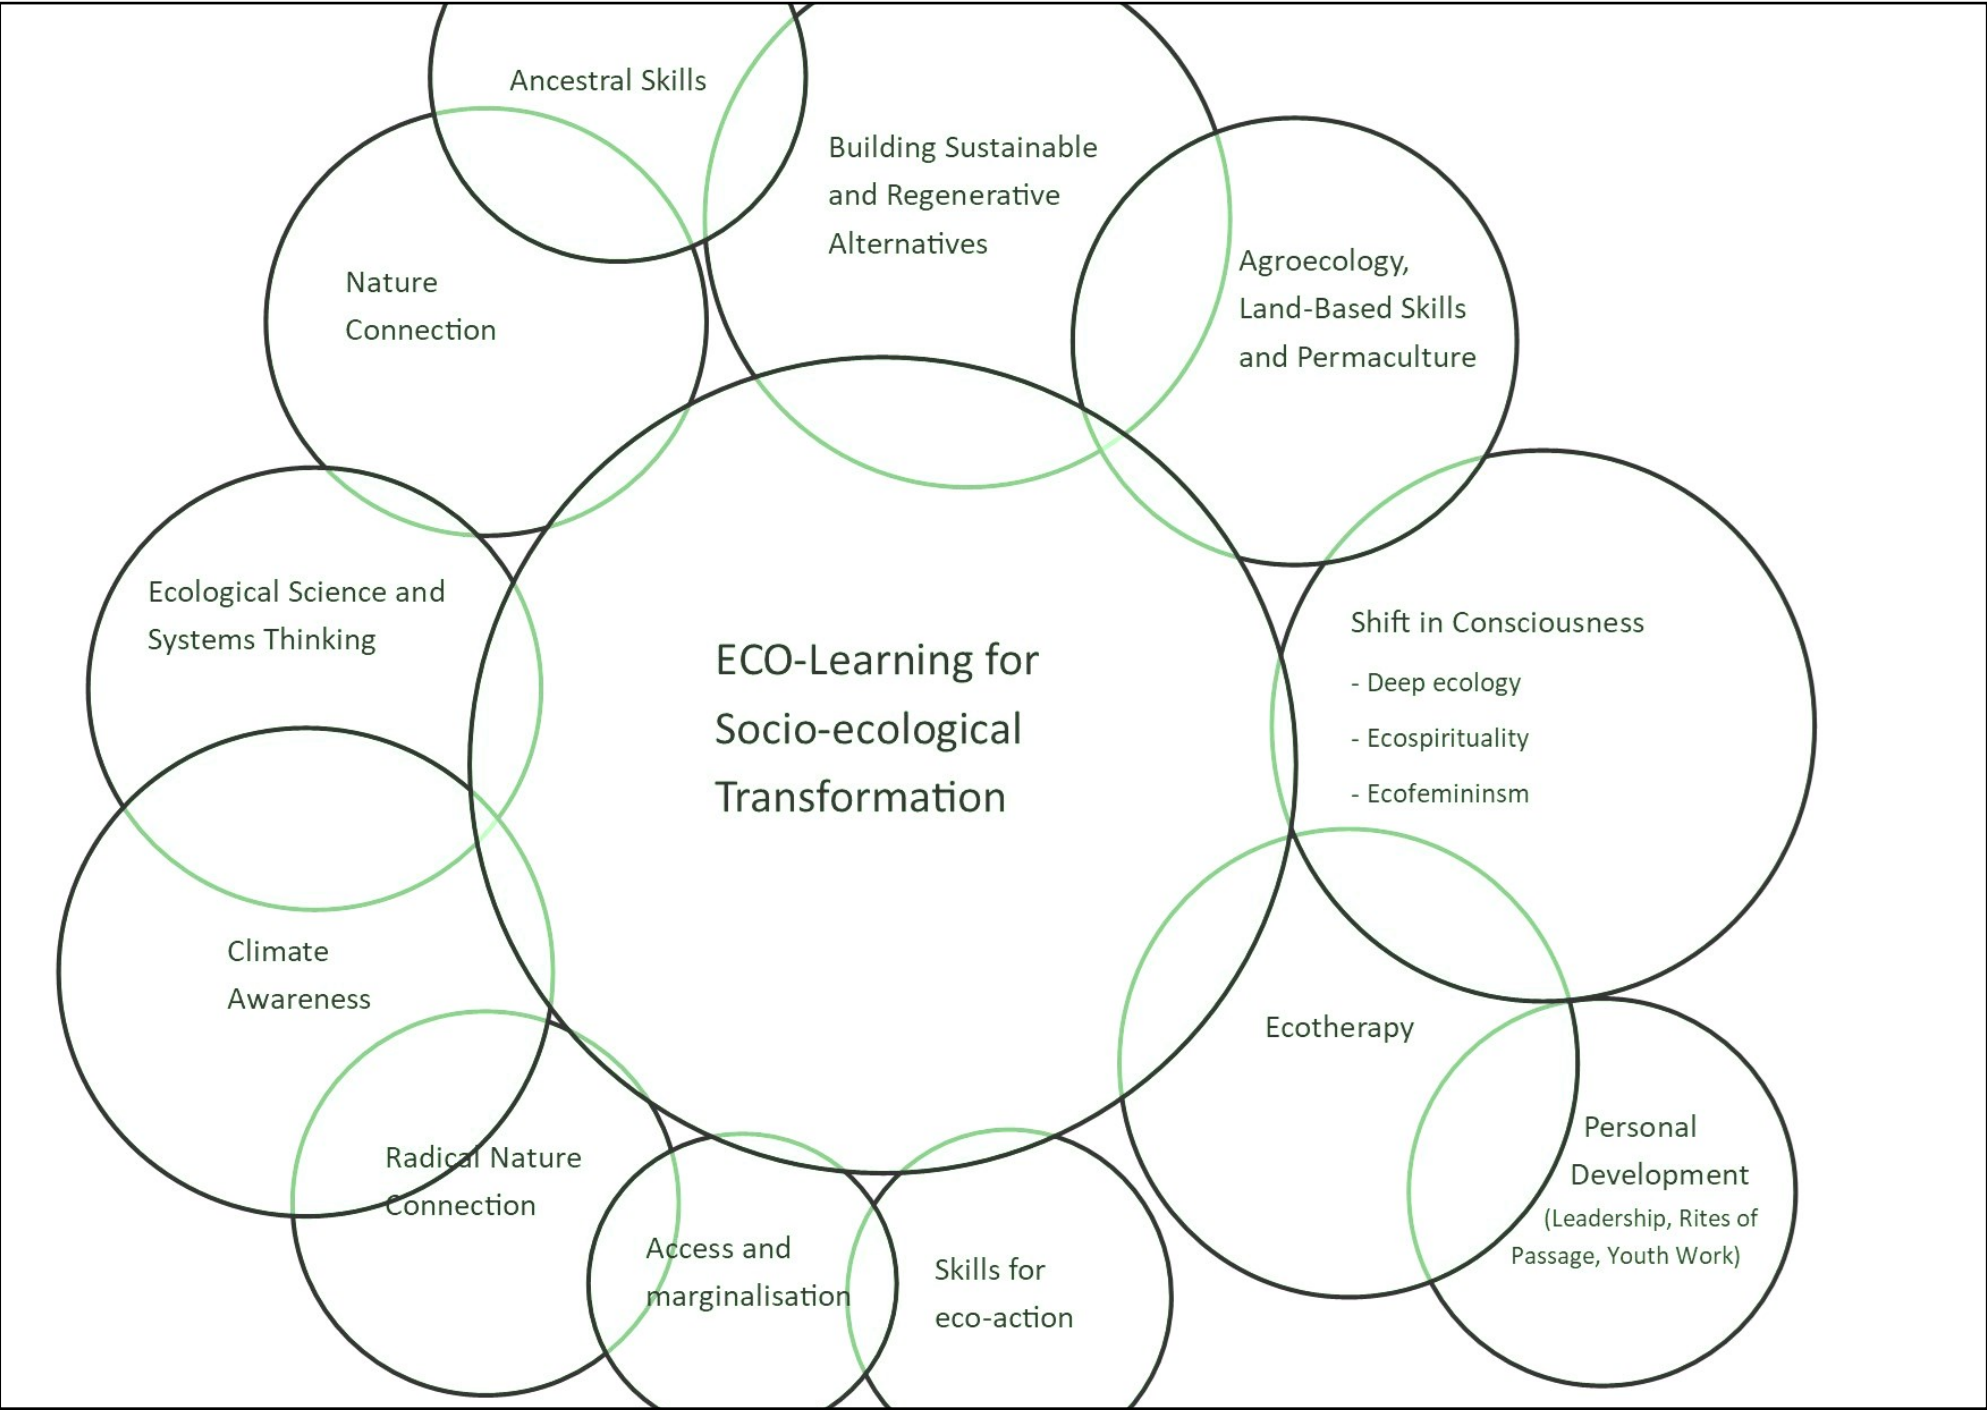 Ancestral Skills
Building Sustainable
and Regenerative
Alternatives
Agroecology,
Land-Based Skills
and Permaculture
Nature
Connection
Ecological Science and
Systems Thinking
ECO-Learning for
Socio-ecological
Transformation
Shift in Consciousness
- Deep ecology
- Ecospirituality
- Ecofemininsm
Climate
Awareness
Ecotherapy
Radical Nature
Connection
Personal
Development
(Leadership, Rites of
Passage, Youth Work)
Access and
marginalisation
Skills for
eco-action